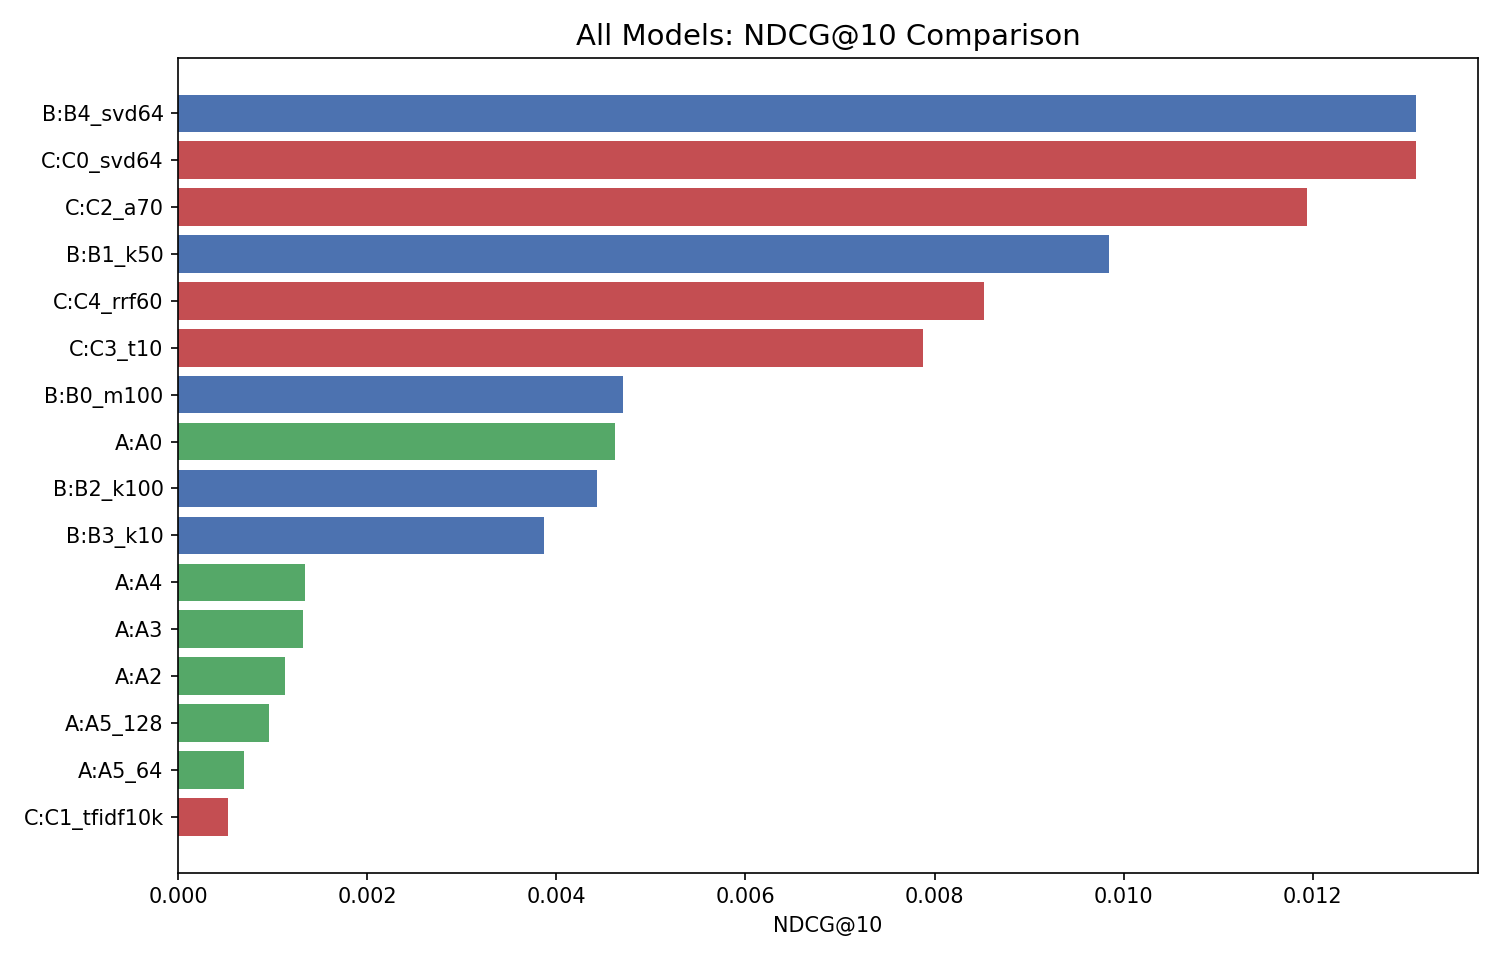 All Models: NDCG@10 Comparison
B:B4_svd64
C:C0_svd64
C:C2_a70
B:B1_k50
C:C4_rrf60
C:C3_t10
B:B0_m100
A:A0
B:B2_k100
B:B3_k10
A:A4
A:A3
A:A2
A:A5_128
A:A5_64
C:C1_tfidf10k
0.000 0.002 0.004 0.006 0.008 0.010 0.012
NDCG@10